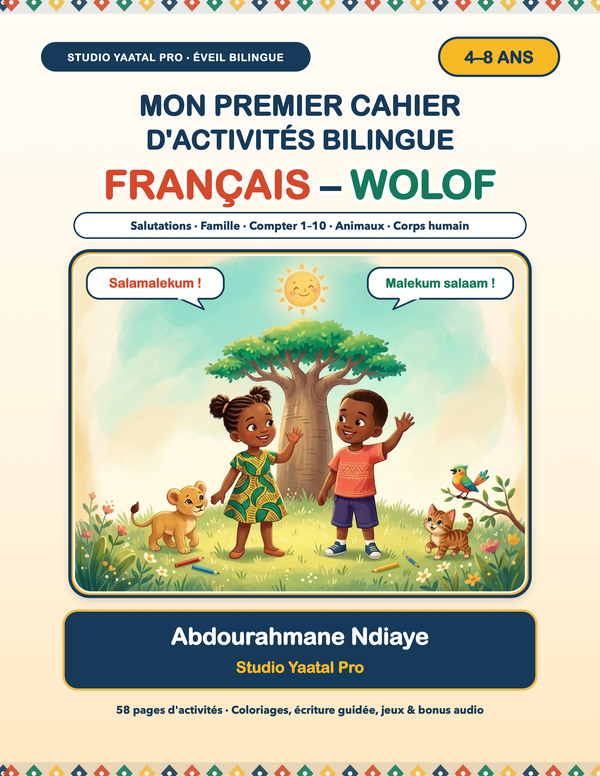 STUDIO YAATAL PRO · ÉVEIL BILINGUE
4–8 ANS
MON PREMIER CAHIER
D'ACTIVITÉS BILINGUE
FRANÇAIS – WOLOF
Salutations · Famille · Compter 1–10 · Animaux · Corps humain
Salamalekum !
Malekum salaam !
Abdourahmane Ndiaye
Studio Yaatal Pro
58 pages d'activités · Coloriages, écriture guidée, jeux & bonus audio